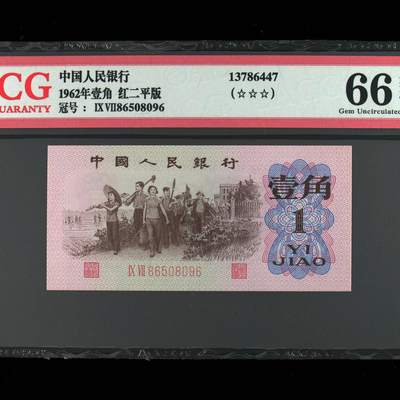 CG
UARANTY
中国人民银行
1962年壹角 红二平版
冠号： IX VII86508096
13786447
(☆☆☆)
66
Gem Uncirculated
中國人民銀行
壹角
1
YI
JIAO
IX VII 86508096